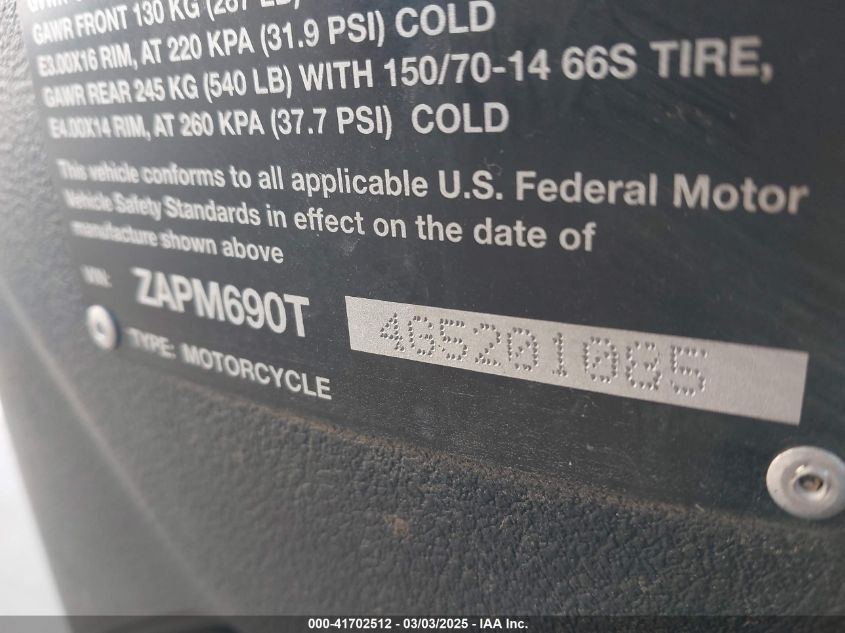 GAWR FRONT 130 KG (287 LB)
E3.00X16 RIM, AT 220 KPA (31.9 PSI) COLD
GAWR REAR 245 KG (540 LB) WITH 150/70-14 66S TIRE,
E4.00X14 RIM, AT 260 KPA (37.7 PSI) COLD
This vehicle conforms to all applicable U.S. Federal Motor
Vehicle Safety Standards in effect on the date of
manufacture shown above
VIN: ZAPM690T 4G5201085
TYPE: MOTORCYCLE
000-41702512 - 03/03/2025 - IAA Inc.